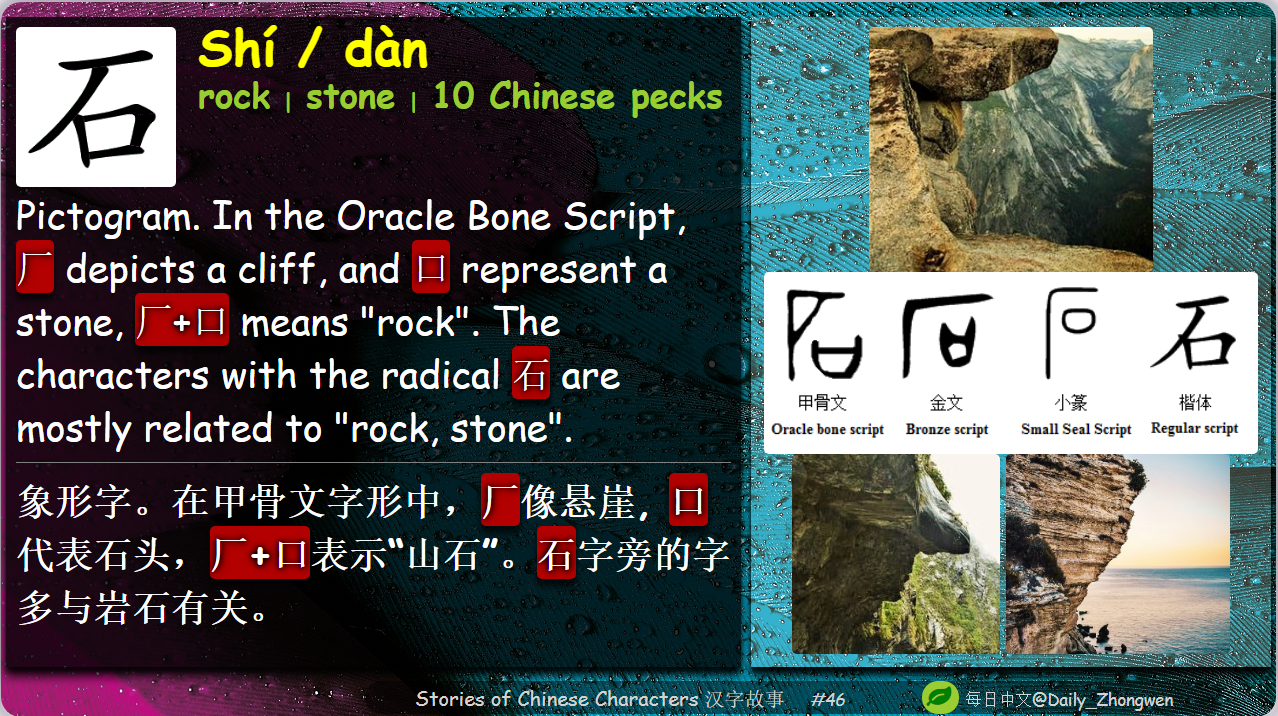 石
Shí / dàn
rock | stone | 10 Chinese pecks
Pictogram. In the Oracle Bone Script,
厂 depicts a cliff, and 口 represent a
stone, 厂+口 means "rock". The
characters with the radical 石 are
mostly related to "rock, stone".
象形字。在甲骨文字形中，厂像悬崖, 口
代表石头，厂+口表示“山石”。石字旁的字
多与岩石有关。
石
甲骨文 金文 小篆 楷体
Oracle bone script Bronze script Small Seal Script Regular script
Stories of Chinese Characters 汉字故事 #46
每日中文@Daily_Zhongwen